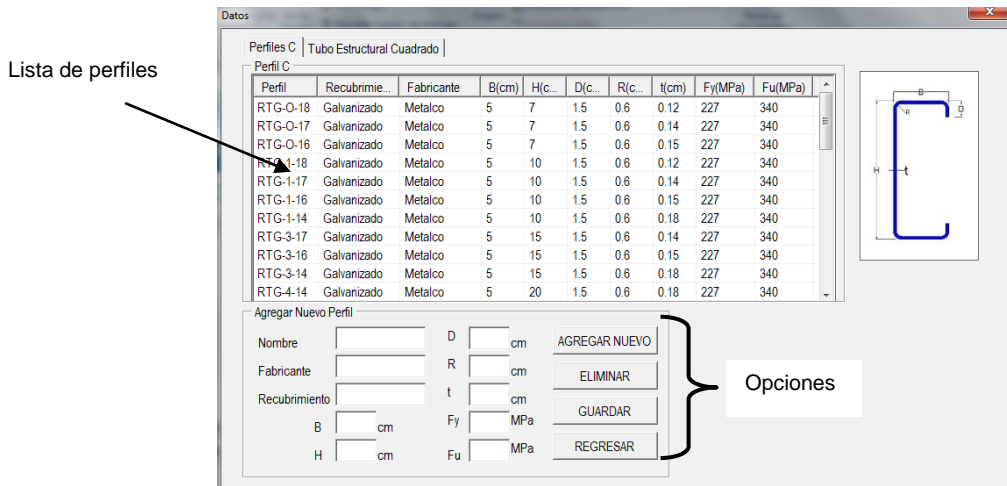 Datos
Perfiles C Tubo Estructural Cuadrado
Lista de perfiles
Perfil C
Perfil Recubrimie... Fabricante B(cm) H(c... D(c... R(c... t(cm) Fy(MPa) Fu(MPa)
RTG-O-18 Galvanizado Metalco 5 7 1.5 0.6 0.12 227 340
RTG-O-17 Galvanizado Metalco 5 7 1.5 0.6 0.14 227 340
RTG-O-16 Galvanizado Metalco 5 7 1.5 0.6 0.15 227 340
RTG-1-18 Galvanizado Metalco 5 10 1.5 0.6 0.12 227 340
RTG-1-17 Galvanizado Metalco 5 10 1.5 0.6 0.14 227 340
RTG-1-16 Galvanizado Metalco 5 10 1.5 0.6 0.15 227 340
RTG-1-14 Galvanizado Metalco 5 10 1.5 0.6 0.18 227 340
RTG-3-17 Galvanizado Metalco 5 15 1.5 0.6 0.14 227 340
RTG-3-16 Galvanizado Metalco 5 15 1.5 0.6 0.15 227 340
RTG-3-14 Galvanizado Metalco 5 15 1.5 0.6 0.18 227 340
RTG-4-14 Galvanizado Metalco 5 20 1.5 0.6 0.18 227 340
B
R D
H t
Agregar Nuevo Perfil
Nombre D cm AGREGAR NUEVO
Fabricante R cm ELIMINAR
Recubrimiento t cm
B cm Fy MPa GUARDAR
H cm Fu MPa REGRESAR
Opciones